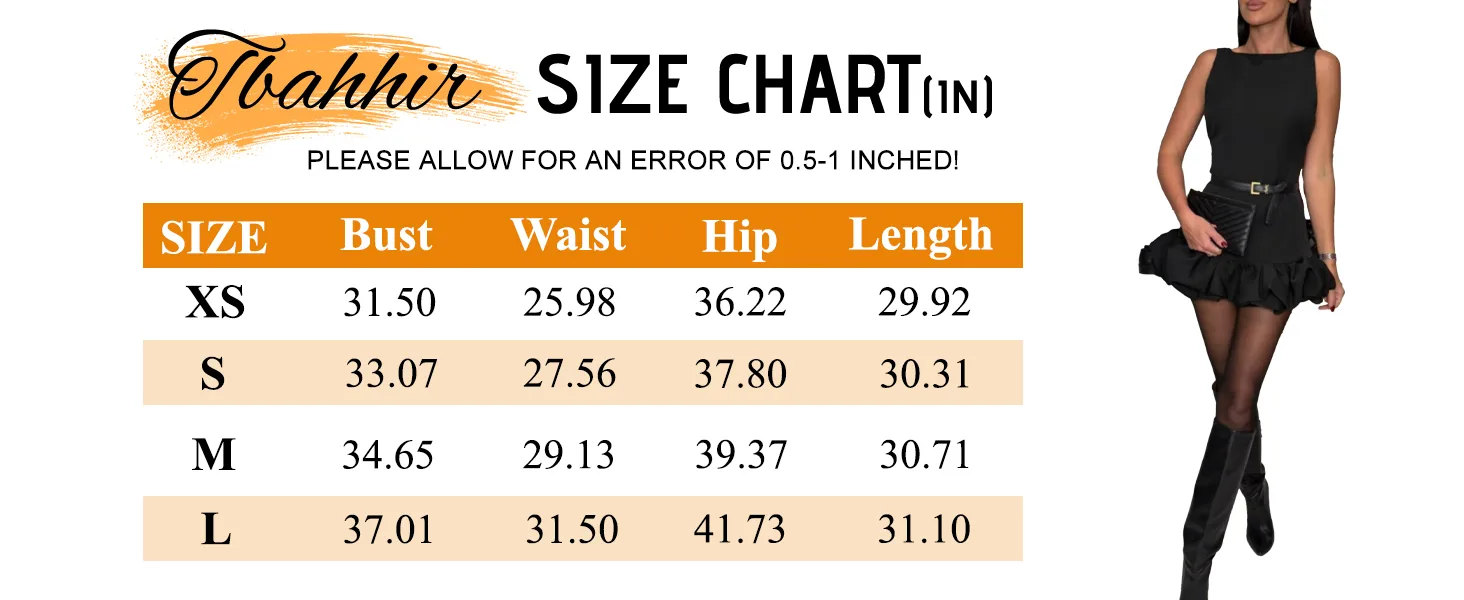 Tbahhir SIZE CHART(IN)
PLEASE ALLOW FOR AN ERROR OF 0.5-1 INCHED!
SIZE Bust Waist Hip Length
XS 31.50 25.98 36.22 29.92
S 33.07 27.56 37.80 30.31
M 34.65 29.13 39.37 30.71
L 37.01 31.50 41.73 31.10